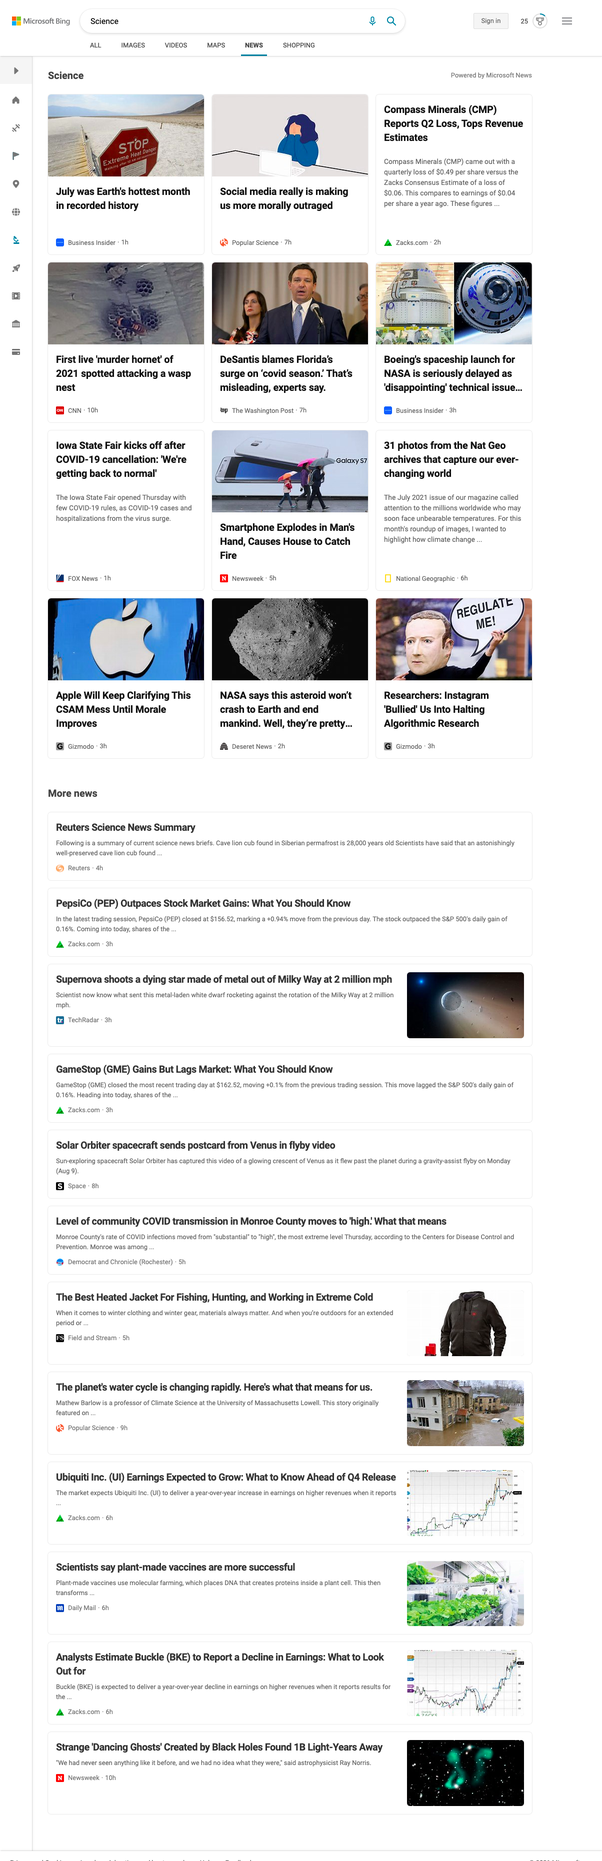 Microsoft Bing
Science
Sign in
25
ALL IMAGES VIDEOS MAPS NEWS SHOPPING
Science
Powered by Microsoft News
STOP
Extreme Heat Danger
July was Earth's hottest month
in recorded history
Business Insider · 1h
Social media really is making
us more morally outraged
Popular Science · 7h
Compass Minerals (CMP)
Reports Q2 Loss, Tops Revenue
Estimates
Compass Minerals (CMP) came out with a
quarterly loss of $0.49 per share versus the
Zacks Consensus Estimate of a loss of
$0.06. This compares to earnings of $0.04
per share a year ago. These figures ...
Zacks.com · 2h
First live 'murder hornet' of
2021 spotted attacking a wasp
nest
CNN · 10h
DeSantis blames Florida's
surge on 'covid season.' That's
misleading, experts say.
The Washington Post · 7h
Boeing's spaceship launch for
NASA is seriously delayed as
'disappointing' technical issue...
Business Insider · 3h
Iowa State Fair kicks off after
COVID-19 cancellation: 'We're
getting back to normal'
The Iowa State Fair opened Thursday with
few COVID-19 rules, as COVID-19 cases and
hospitalizations from the virus surge.
FOX News · 1h
Galaxy S7
Smartphone Explodes in Man's
Hand, Causes House to Catch
Fire
Newsweek · 5h
31 photos from the Nat Geo
archives that capture our ever-
changing world
The July 2021 issue of our magazine called
attention to the millions worldwide who may
soon face unbearable temperatures. For this
month's roundup of images, I wanted to
highlight how climate change ...
National Geographic · 6h
Apple Will Keep Clarifying This
CSAM Mess Until Morale
Improves
Gizmodo · 3h
NASA says this asteroid won't
crash to Earth and end
mankind. Well, they're pretty...
Deseret News · 2h
REGULATE
ME!
Researchers: Instagram
'Bullied' Us Into Halting
Algorithmic Research
Gizmodo · 3h
More news
Reuters Science News Summary
Following is a summary of current science news briefs. Cave lion cub found in Siberian permafrost is 28,000 years old Scientists have said that an astonishingly
well-preserved cave lion cub found ...
Reuters · 4h
PepsiCo (PEP) Outpaces Stock Market Gains: What You Should Know
In the latest trading session, PepsiCo (PEP) closed at $156.52, marking a +0.94% move from the previous day. The stock outpaced the S&P 500's daily gain of
0.16%. Coming into today, shares of the ...
Zacks.com · 3h
Supernova shoots a dying star made of metal out of Milky Way at 2 million mph
Scientist now know what sent this metal-laden white dwarf rocketing against the rotation of the Milky Way at 2 million
mph.
TechRadar · 3h
GameStop (GME) Gains But Lags Market: What You Should Know
GameStop (GME) closed the most recent trading day at $162.52, moving +0.1% from the previous trading session. This move lagged the S&P 500's daily gain of
0.16%. Heading into today, shares of the ...
Zacks.com · 3h
Solar Orbiter spacecraft sends postcard from Venus in flyby video
Sun-exploring spacecraft Solar Orbiter has captured this video of a glowing crescent of Venus as it flew past the planet during a gravity-assist flyby on Monday
(Aug 9).
Space · 8h
Level of community COVID transmission in Monroe County moves to 'high.' What that means
Monroe County's rate of COVID infections moved from "substantial" to "high", the most extreme level Thursday, according to the Centers for Disease Control and
Prevention. Monroe was among ...
Democrat and Chronicle (Rochester) · 5h
The Best Heated Jacket For Fishing, Hunting, and Working in Extreme Cold
When it comes to winter clothing and winter gear, materials always matter. And when you're outdoors for an extended
period or ...
Field and Stream · 5h
The planet's water cycle is changing rapidly. Here's what that means for us.
Mathew Barlow is a professor of Climate Science at the University of Massachusetts Lowell. This story originally
featured on ...
Popular Science · 9h
Ubiquiti Inc. (UI) Earnings Expected to Grow: What to Know Ahead of Q4 Release
The market expects Ubiquiti Inc. (UI) to deliver a year-over-year increase in earnings on higher revenues when it reports
...
Zacks.com · 6h
Scientists say plant-made vaccines are more successful
Plant-made vaccines use molecular farming, which places DNA that creates proteins inside a plant cell. This then
transforms ...
Daily Mail · 6h
Analysts Estimate Buckle (BKE) to Report a Decline in Earnings: What to Look
Out for
Buckle (BKE) is expected to deliver a year-over-year decline in earnings on higher revenues when it reports results for
the ...
Zacks.com · 6h
Strange 'Dancing Ghosts' Created by Black Holes Found 1B Light-Years Away
"We had never seen anything like it before, and we had no idea what they were," said astrophysicist Ray Norris.
Newsweek · 10h